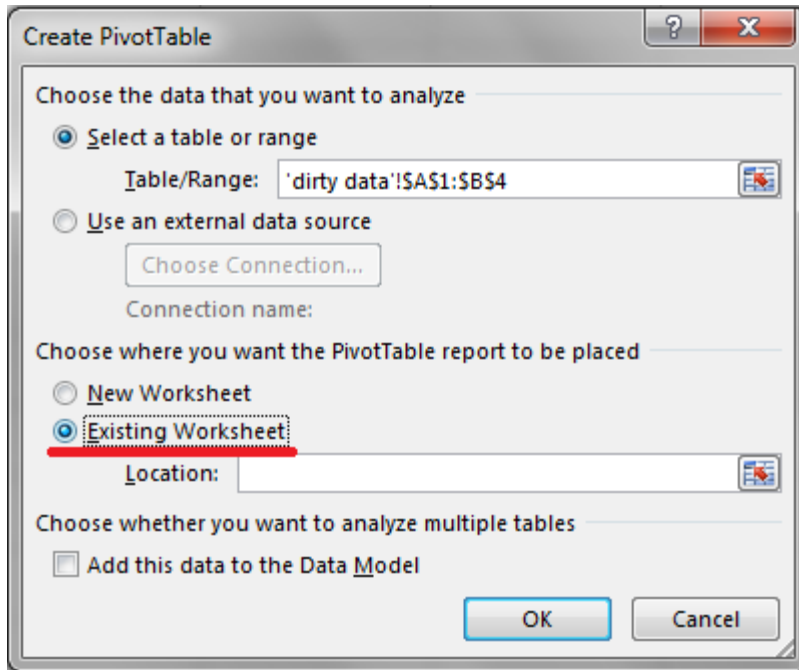 Create PivotTable
?
Choose the data that you want to analyze
Select a table or range
Table/Range: 'dirty data'!$A$1:$B$4
Use an external data source
Choose Connection...
Connection name:
Choose where you want the PivotTable report to be placed
New Worksheet
Existing Worksheet
Location:
Choose whether you want to analyze multiple tables
Add this data to the Data Model
OK Cancel